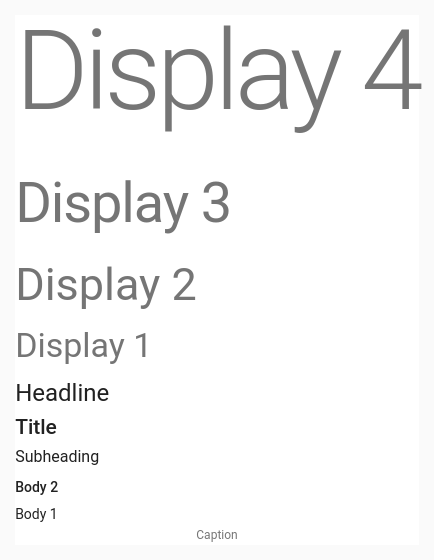 Display 4
Display 3
Display 2
Display 1
Headline
Title
Subheading
Body 2
Body 1
Caption